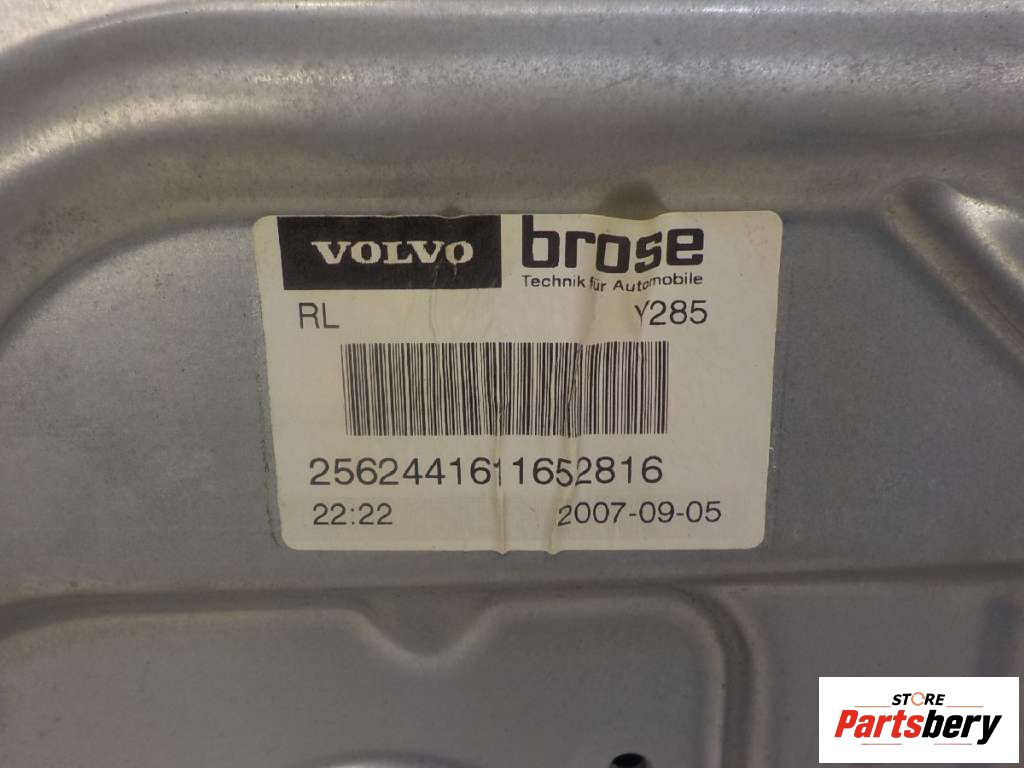 VOLVO brose
Technik für Automobile
RL Y285
2562441611652816
22:22 2007-09-05
STORE
Partsbery